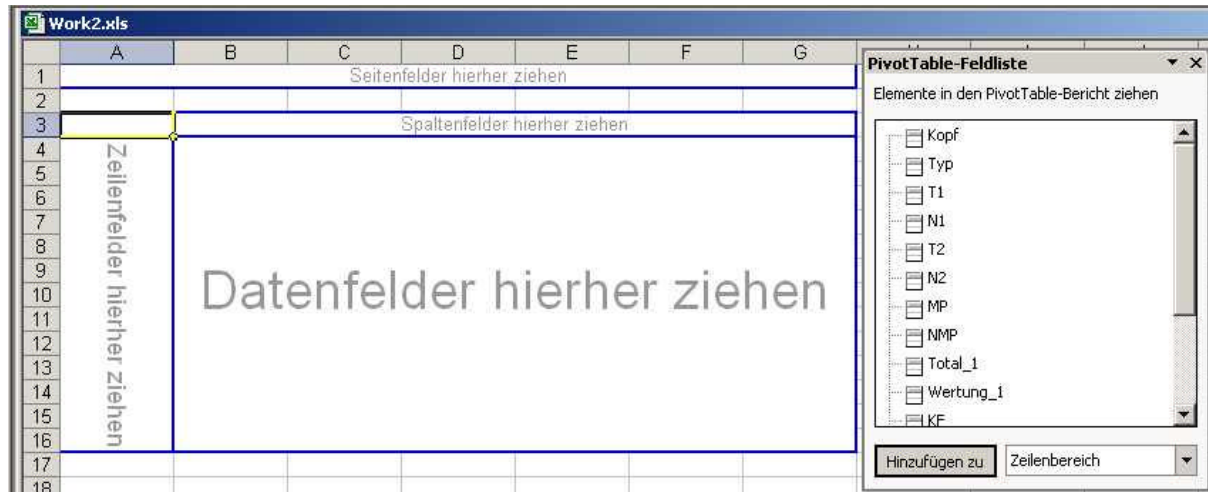 Work2.xls
A B C D E F G
1 Seitenfelder hierher ziehen
2
3 Spaltenfelder hierher ziehen
4
5
6
7
8
9
10
11
12
13
14
15
16
17
18
Zeilenfelder hierher ziehen
Datenfelder hierher ziehen
PivotTable-Feldliste
Elemente in den PivotTable-Bericht ziehen
Kopf
Typ
T1
N1
T2
N2
MP
NMP
Total_1
Wertung_1
Hinzufügen zu Zeilenbereich